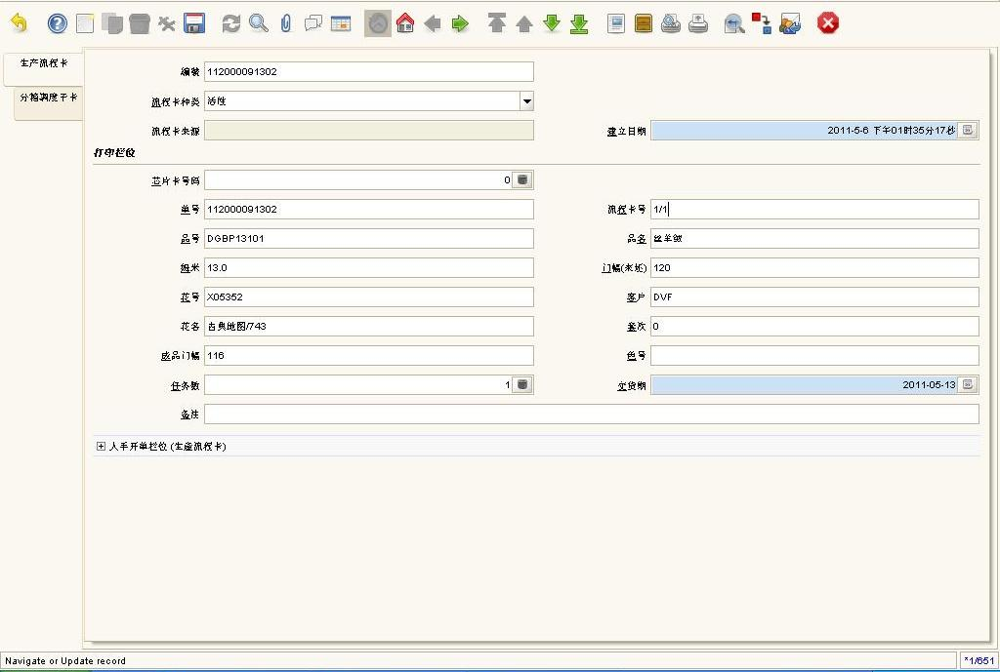 生产流程卡
分箱调度子卡
编号 112000091302
流程卡种类 活性
流程卡来源 建立日期 2011-5-6 下午01时35分17秒
打印栏位
芯片卡号码 0
单号 112000091302 流程卡号 1/1
品号 DGBP13101 品名 丝羊皱
姆米 13.0 门幅(来坯) 120
花号 X05352 客户 DVF
花名 古典地图/743 釜次 0
成品门幅 116 色号
任务数 1 交货期 2011-05-13
备注
人手开单栏位 (生产流程卡)
Navigate or Update record *1/651